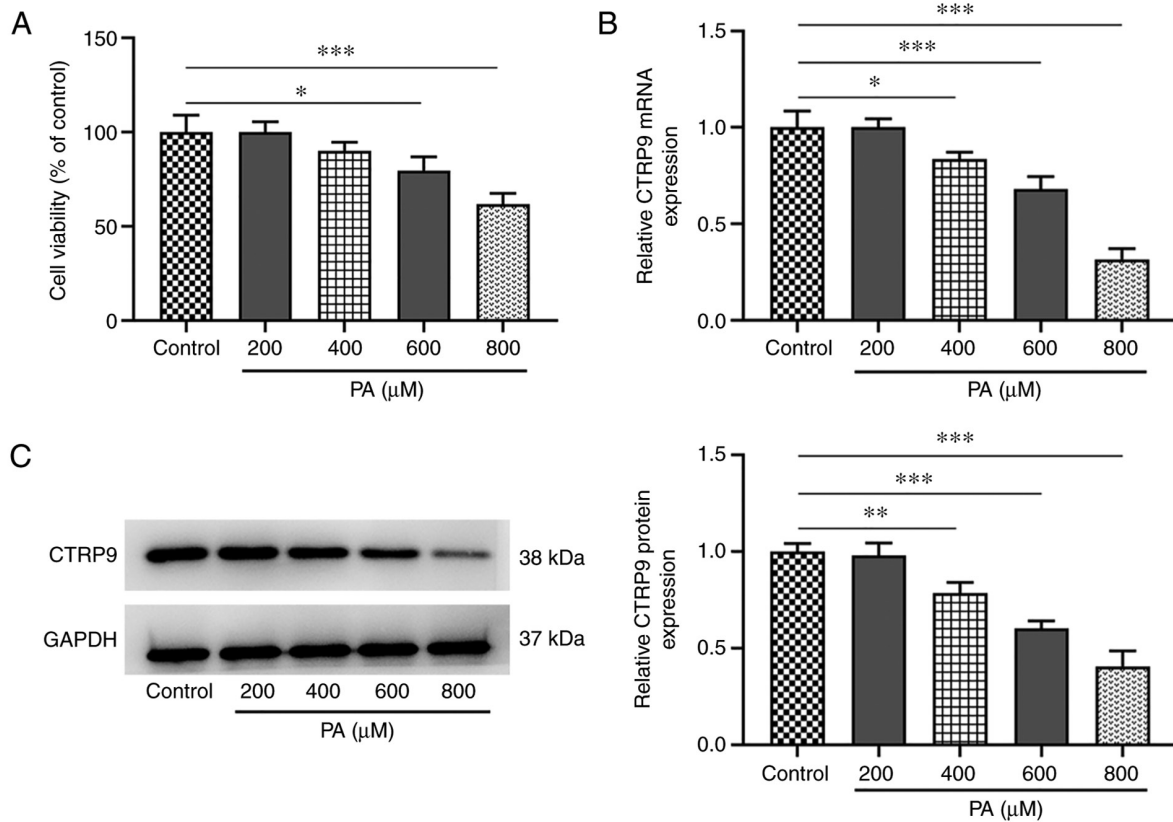 A
Cell viability (% of control)
150
100
50
0
***
*
Control 200 400 600 800
PA (μM)
B
Relative CTRP9 mRNA
expression
1.5
1.0
0.5
0.0
***
***
*
Control 200 400 600 800
PA (μM)
C
CTRP9 38 kDa
GAPDH 37 kDa
Control 200 400 600 800
PA (μM)
Relative CTRP9 protein
expression
1.5
1.0
0.5
0.0
***
***
**
Control 200 400 600 800
PA (μM)